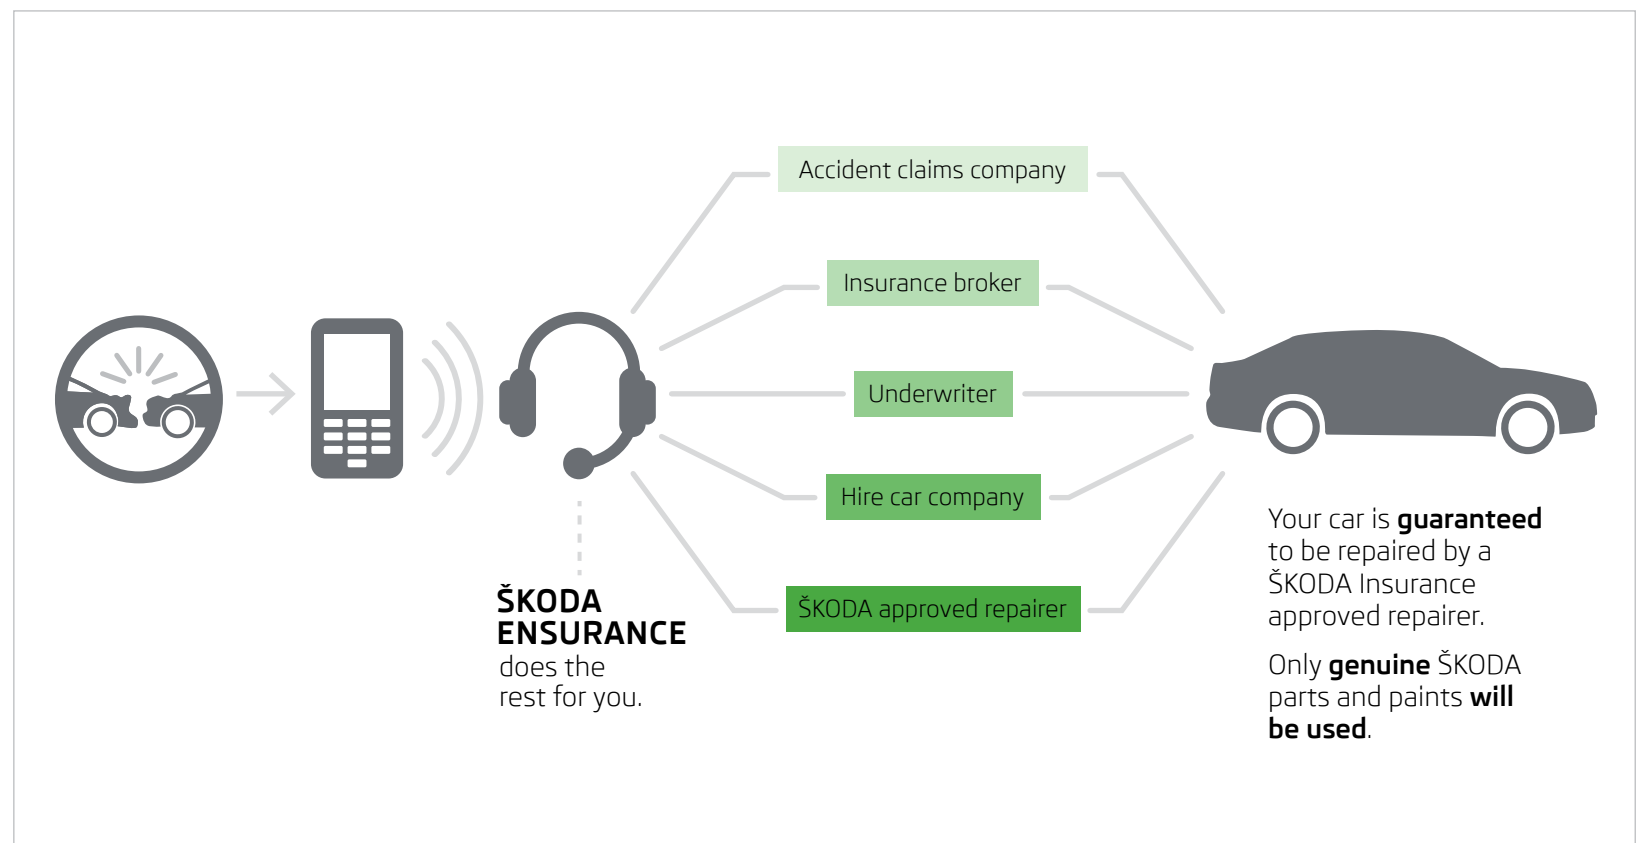 Accident claims company
Insurance broker
Underwriter
Hire car company
ŠKODA approved repairer
ŠKODA
ENSURANCE
does the
rest for you.
Your car is guaranteed
to be repaired by a
ŠKODA Insurance
approved repairer.
Only genuine ŠKODA
parts and paints will
be used.